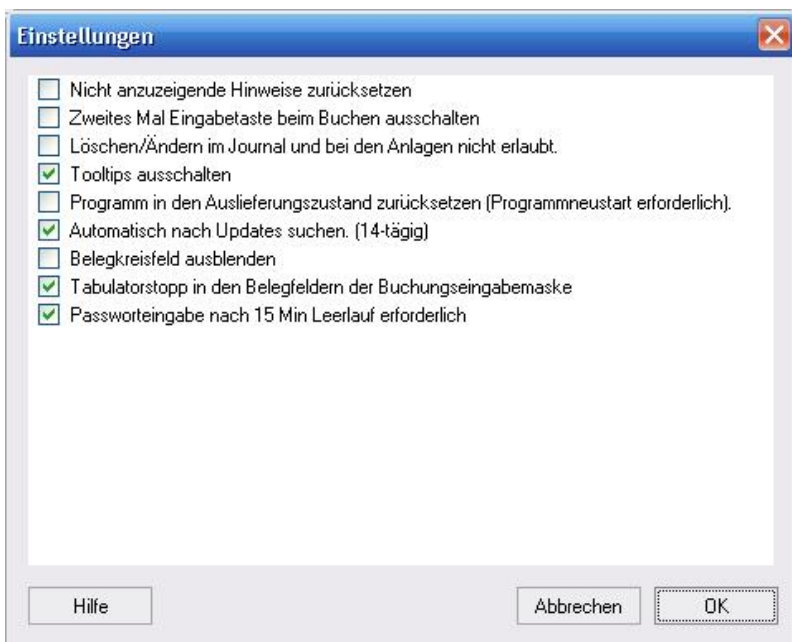 Einstellungen
Nicht anzuzeigende Hinweise zurücksetzen
Zweites Mal Eingabetaste beim Buchen ausschalten
Löschen/Ändern im Journal und bei den Anlagen nicht erlaubt.
Tooltips ausschalten
Programm in den Auslieferungszustand zurücksetzen (Programmneustart erforderlich).
Automatisch nach Updates suchen. (14-tägig)
Belegkreisfeld ausblenden
Tabulatorstopp in den Belegfeldern der Buchungseingabemaske
Passworteingabe nach 15 Min Leerlauf erforderlich
Hilfe Abbrechen OK